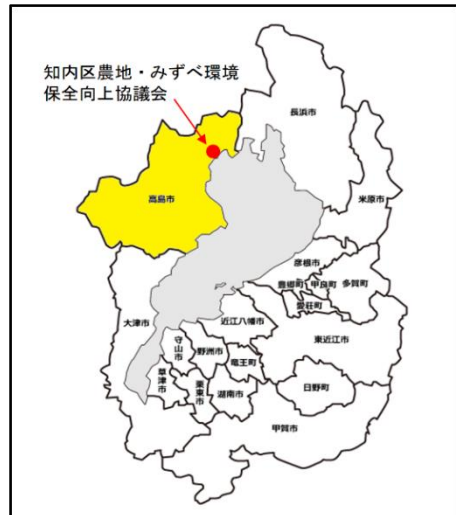 知内区農地・みずべ環境
保全向上協議会
長浜市
高島市
米原市
彦根市
豊郷町
甲良町
多賀町
愛荘町
大津市
近江八幡市
守山市
野洲市
竜王町
東近江市
草津市
栗東市
湖南市
日野町
甲賀市